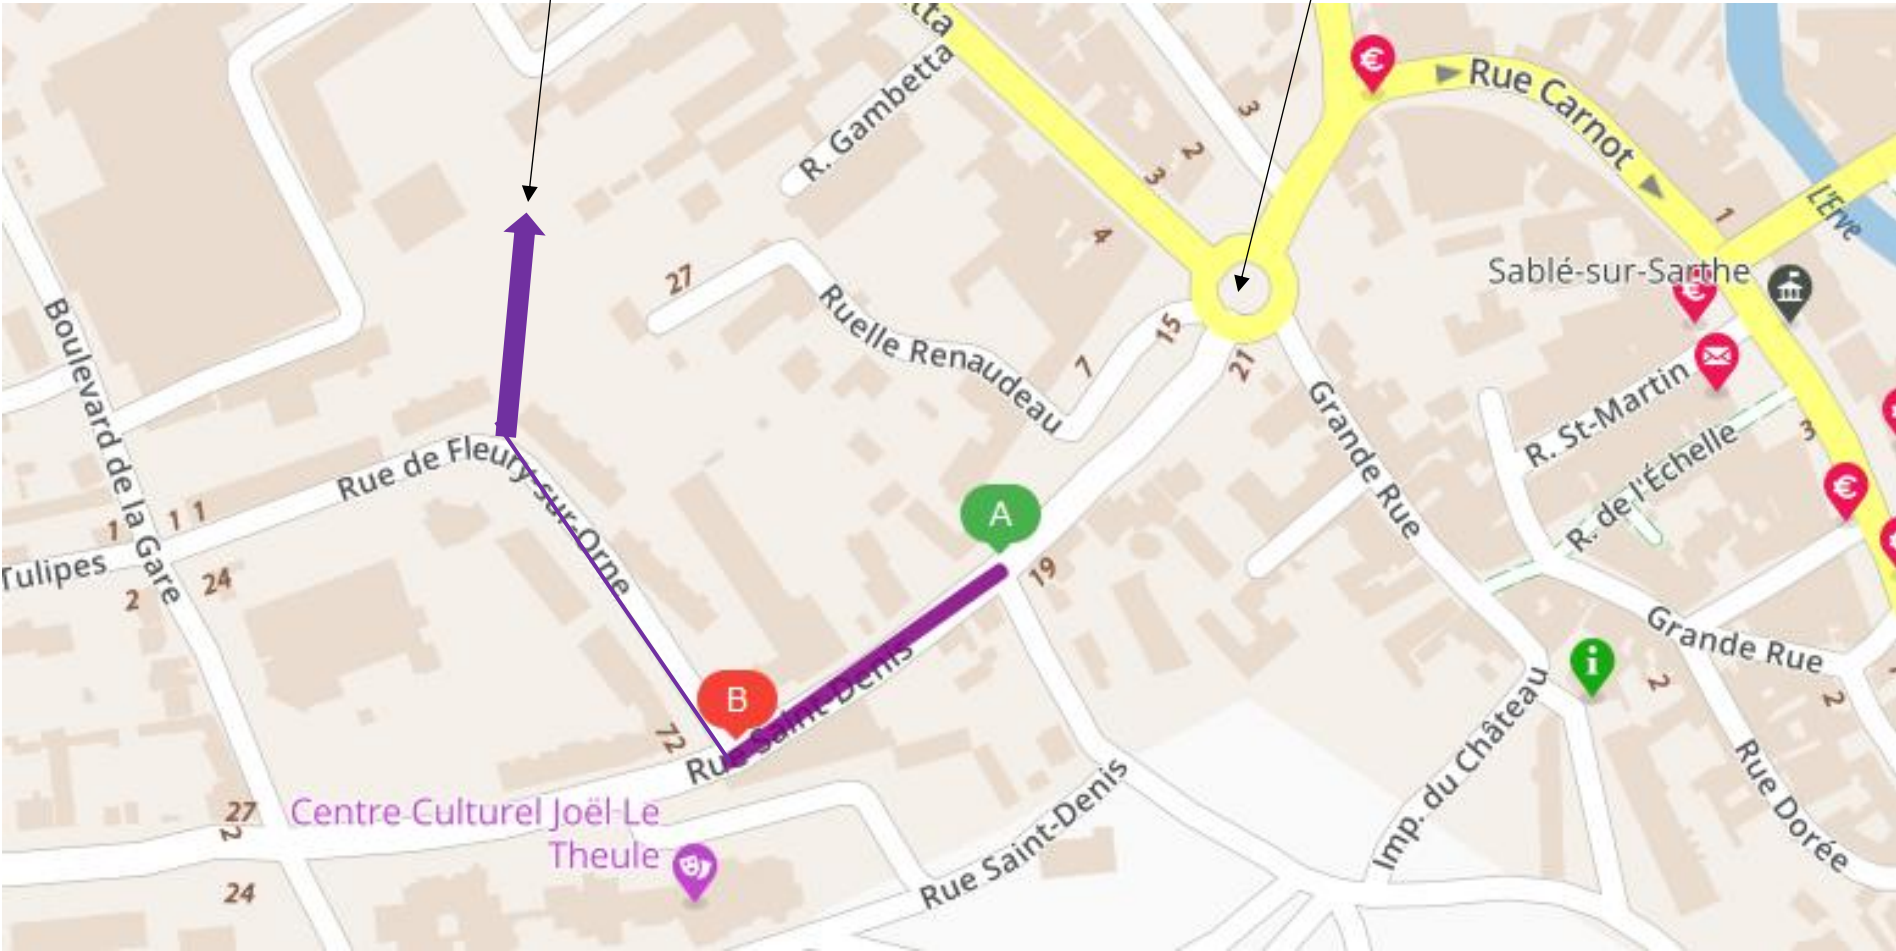 tta
R. Gambetta
3
2
3
4
Rue Carnot
1
L'Erve
Sablé-sur-Sarthe
27
Ruelle Renaudeau
7
15
21
Boulevard de la Gare
Rue de Fleury-sur-Orne
1
1
1
Tulipes
2
24
A
19
Grande Rue
R. St-Martin
R. de l'Échelle
3
Grande Rue
2
2
i
B
72
Rue Saint-Denis
Centre Culturel Joël Le
Theule
27
2
24
Rue Saint-Denis
Imp. du Château
Rue Dorée